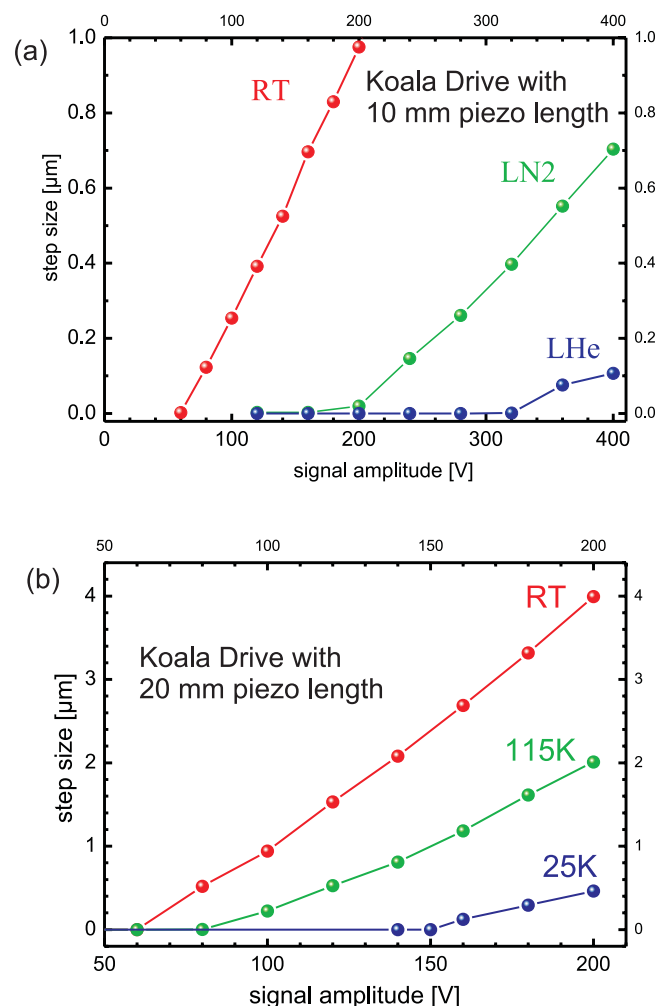 0 100 200 300 400
(a)
1.0 1.0
RT
Koala Drive with
10 mm piezo length
0.8 0.8
LN2
0.6 0.6
step size [µm]
0.4 0.4
LHe
0.2 0.2
0.0 0.0
0 100 200 300 400
signal amplitude [V]
50 100 150 200
(b)
4 4
RT
Koala Drive with
20 mm piezo length
3 3
step size [µm]
115K
2 2
25K
1 1
0 0
50 100 150 200
signal amplitude [V]